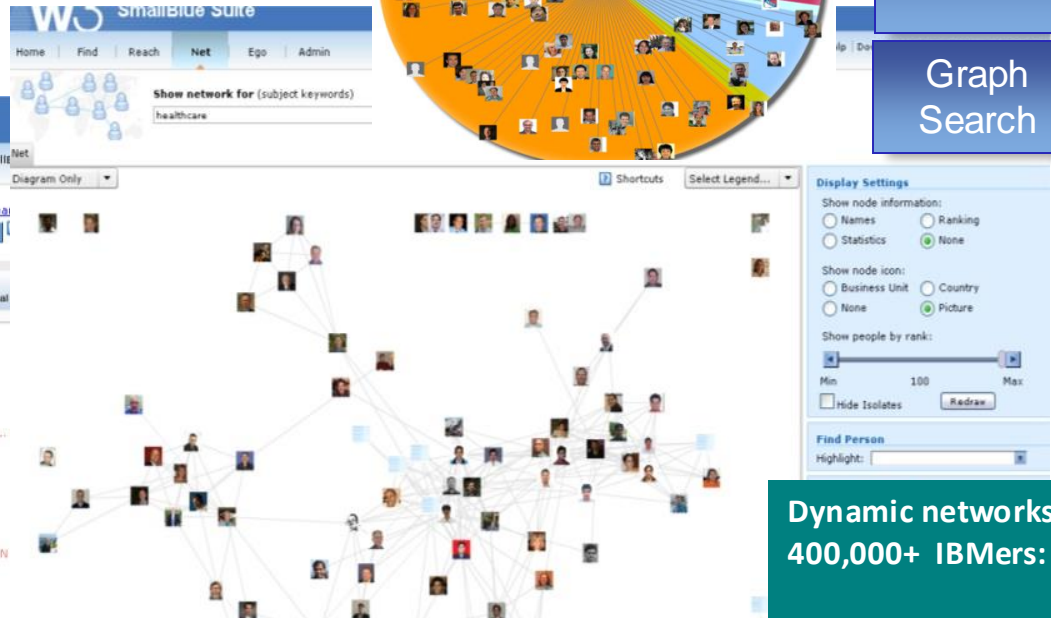 W3 SmallBlue Suite
Home Find Reach Net Ego Admin
Show network for (subject keywords)
healthcare
Graph
Search
Net
Diagram Only
Shortcuts
Select Legend...
Display Settings
Show node information:
Names Ranking
Statistics None
Show node icon:
Business Unit Country
None Picture
Show people by rank:
Min 100 Max
Hide Isolates Redraw
Find Person
Highlight:
Dynamic networks
400,000+ IBMers: